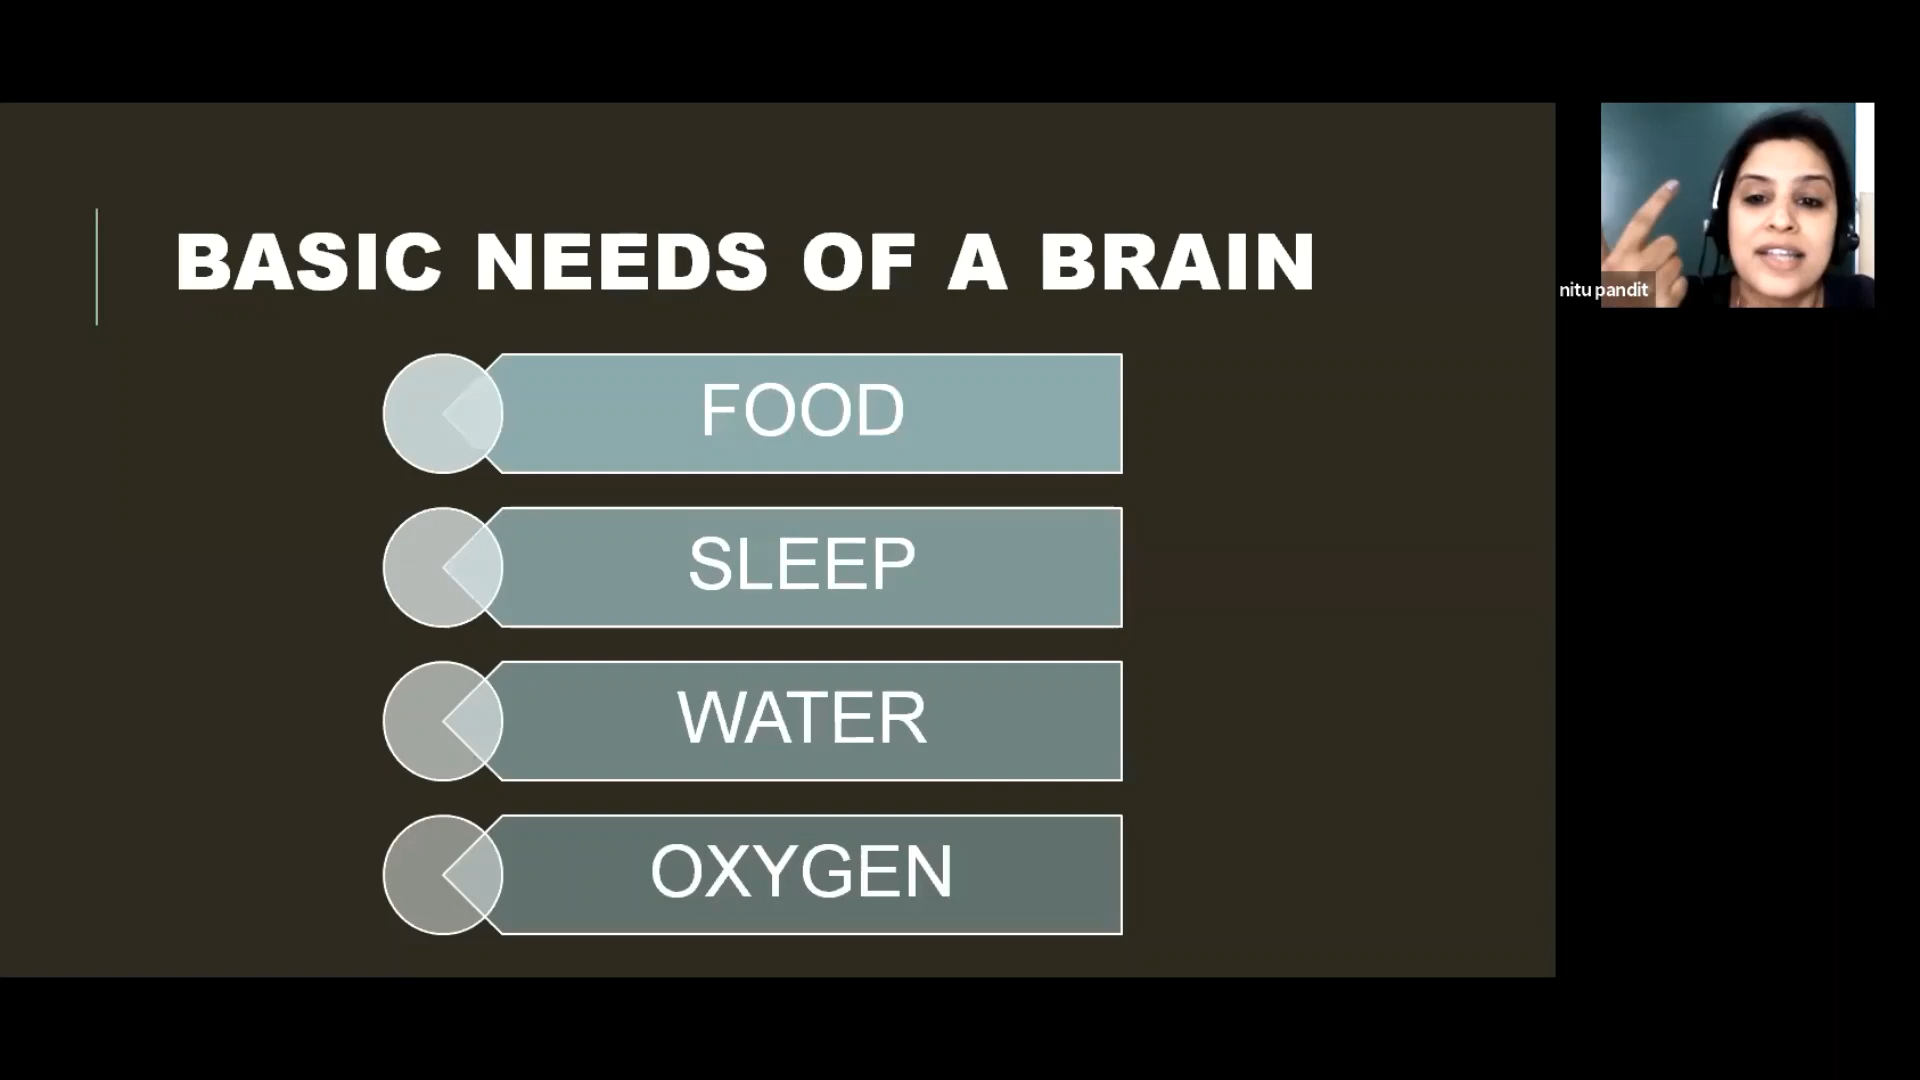 BASIC NEEDS OF A BRAIN
nitu pandit
FOOD
SLEEP
WATER
OXYGEN